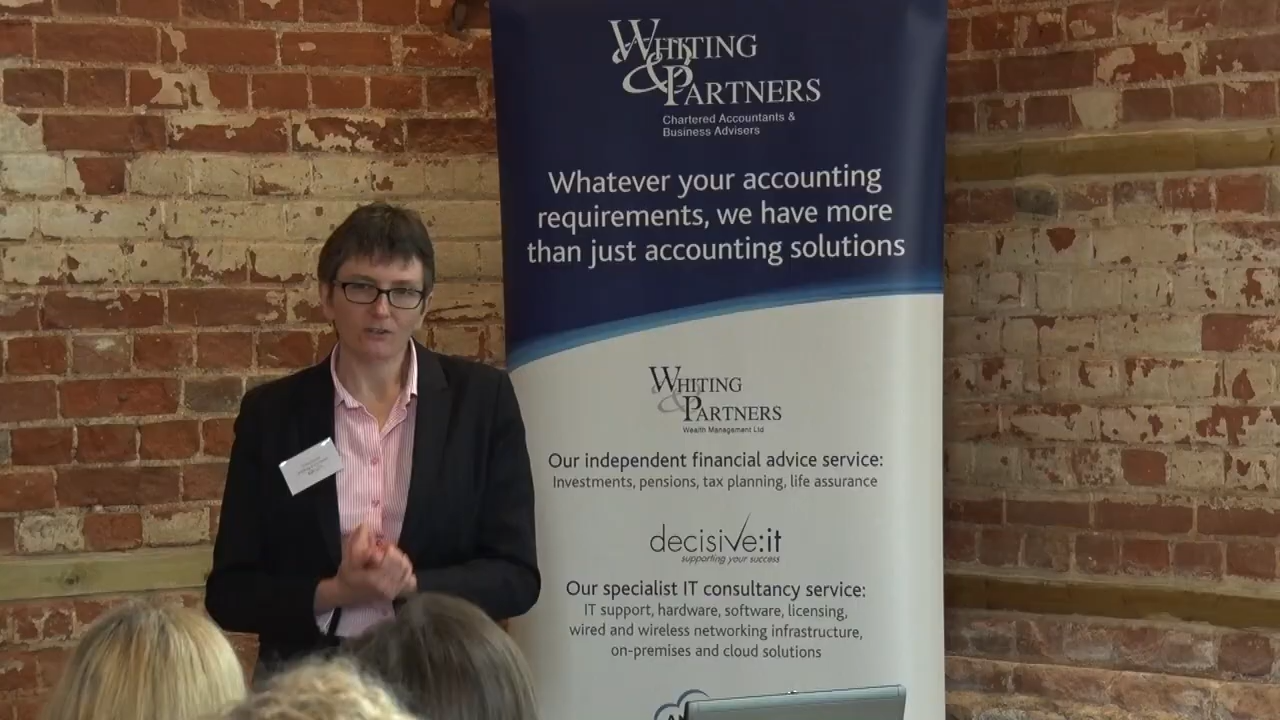 WHITING
& PARTNERS
Chartered Accountants &
Business Advisers
Whatever your accounting
requirements, we have more
than just accounting solutions
WHITING
& PARTNERS
Wealth Management Ltd
Our independent financial advice service:
Investments, pensions, tax planning, life assurance
decisive:it
supporting your success
Our specialist IT consultancy service:
IT support, hardware, software, licensing,
wired and wireless networking infrastructure,
on-premises and cloud solutions